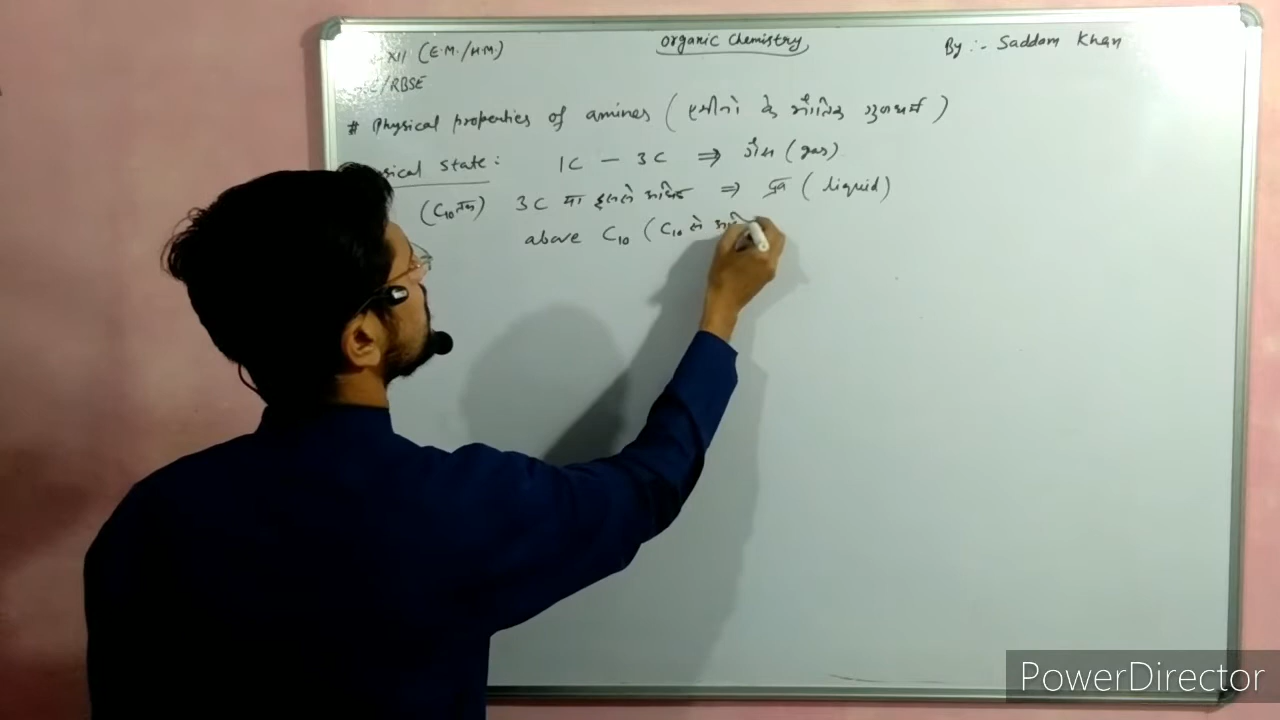 XII (E.M./H.M.)
Organic Chemistry
By :- Saddam Khan
/RBSE
# Physical properties of amines ( एमीनो के भौतिक गुणधर्म )
sical state : 1C – 3C ⇒ गैस (gas)
(C10 तक) 3C या इससे अधिक ⇒ द्रव ( liquid)
above C10 ( C10 से
PowerDirector